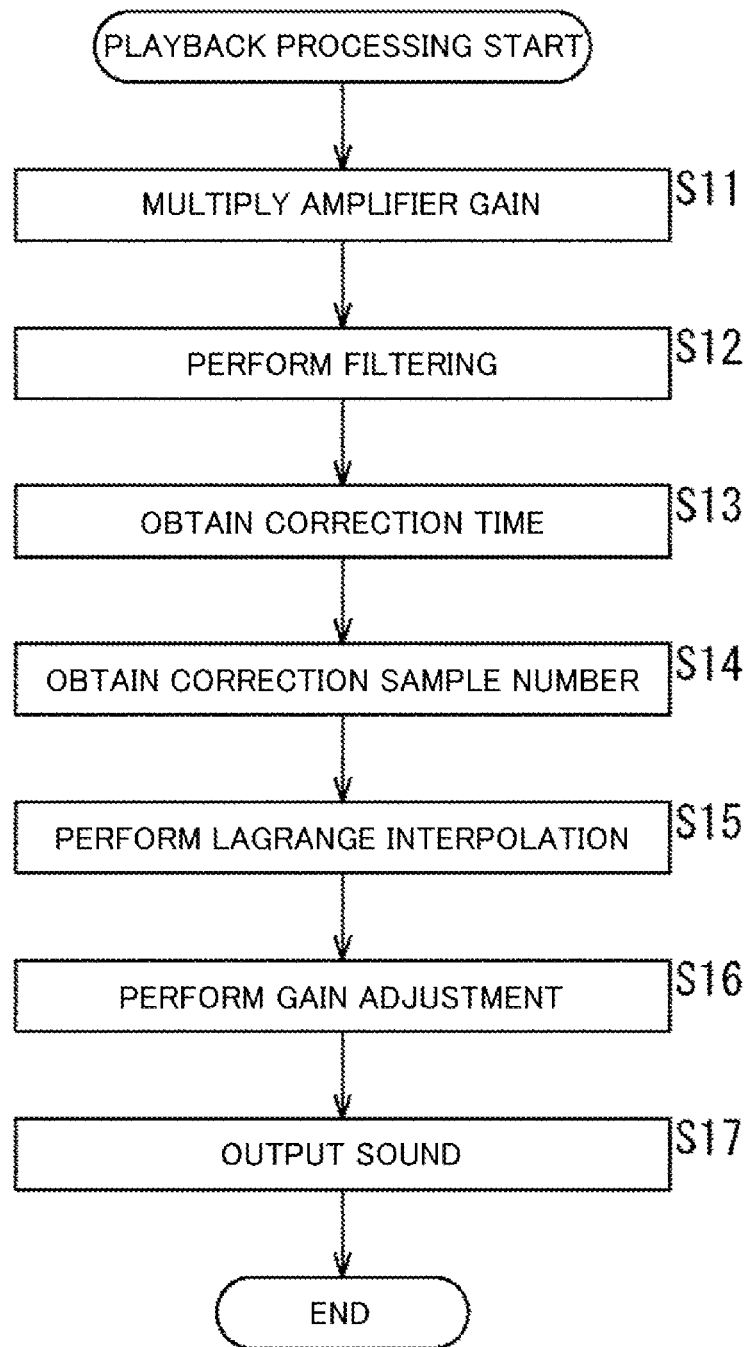 PLAYBACK PROCESSING START
MULTIPLY AMPLIFIER GAIN
S11
PERFORM FILTERING
S12
OBTAIN CORRECTION TIME
S13
OBTAIN CORRECTION SAMPLE NUMBER
S14
PERFORM LAGRANGE INTERPOLATION
S15
PERFORM GAIN ADJUSTMENT
S16
OUTPUT SOUND
S17
END